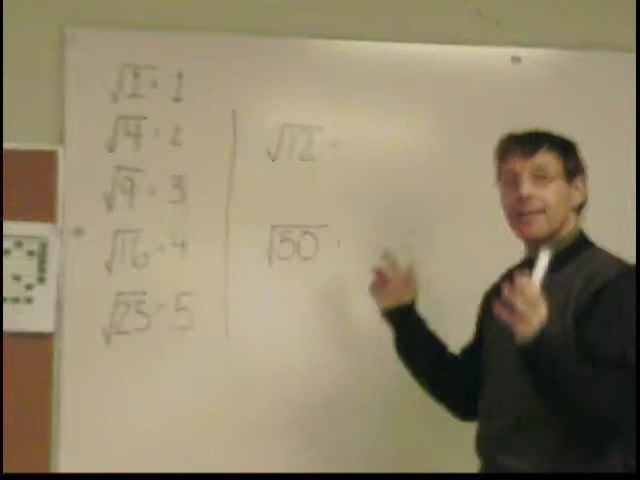 √1 = 1
√4 = 2
√9 = 3
√16 = 4
√25 = 5
√12 =
√50 =